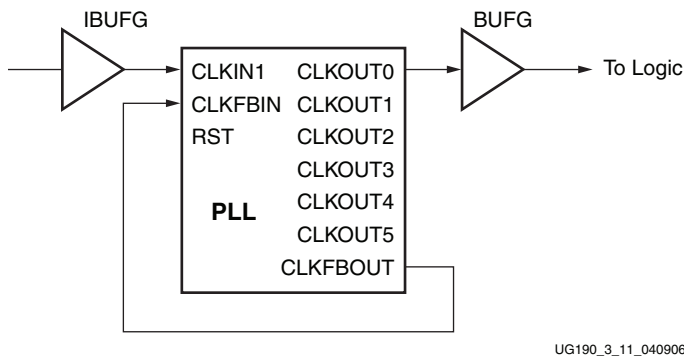 IBUFG
BUFG
CLKIN1 CLKOUT0
To Logic
CLKFBIN CLKOUT1
RST CLKOUT2
CLKOUT3
PLL
CLKOUT4
CLKOUT5
CLKFBOUT
UG190_3_11_040906